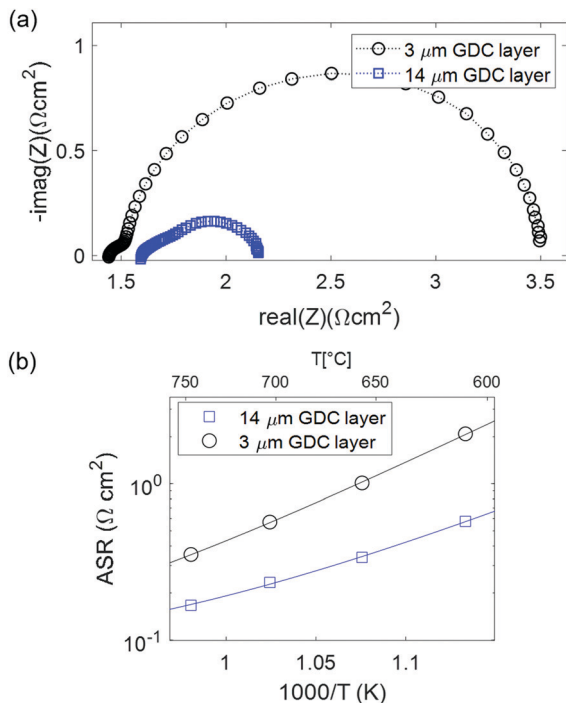 (a)
1
0.5
0
-imag(Z)(Ωcm²)
3 μm GDC layer
14 μm GDC layer
1.5 2 2.5 3 3.5
real(Z)(Ωcm²)
(b)
T[°C]
750 700 650 600
14 μm GDC layer
3 μm GDC layer
ASR (Ω cm²)
10⁰
10⁻¹
1 1.05 1.1
1000/T (K)